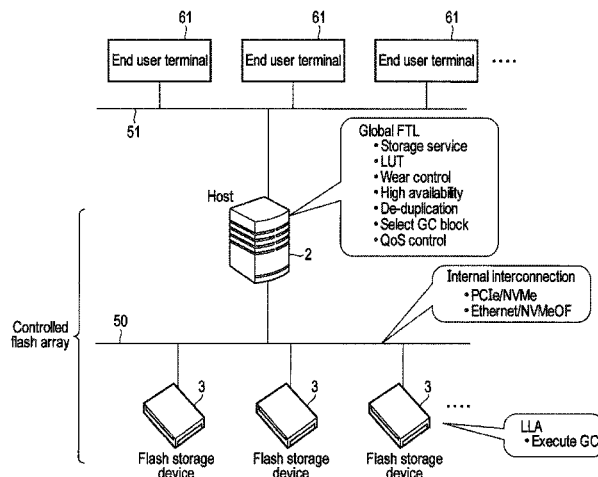 61
61
61
End user terminal
End user terminal
End user terminal
51
Global FTL
• Storage service
• LUT
• Wear control
• High availability
• De-duplication
• Select GC block
• QoS control
Host
2
Internal interconnection
• PCIe/NVMe
• Ethernet/NVMeOF
Controlled
flash array
50
3
3
3
LLA
• Execute GC
Flash storage
device
Flash storage
device
Flash storage
device